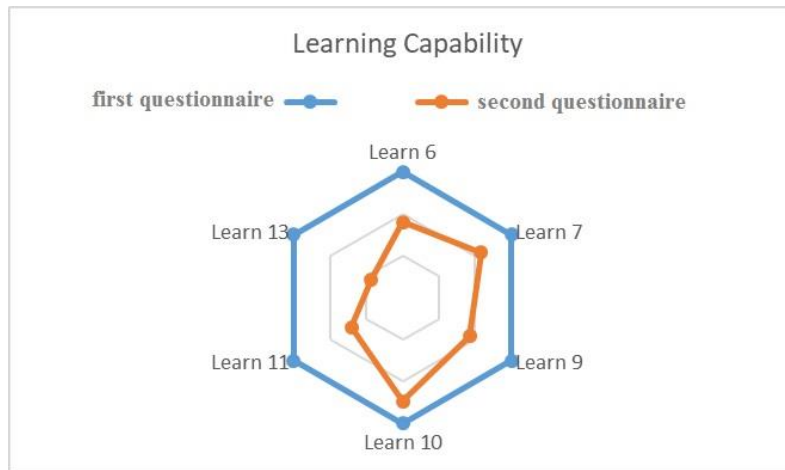 Learning Capability
first questionnaire
second questionnaire
Learn 6
Learn 13
Learn 7
Learn 11
Learn 9
Learn 10